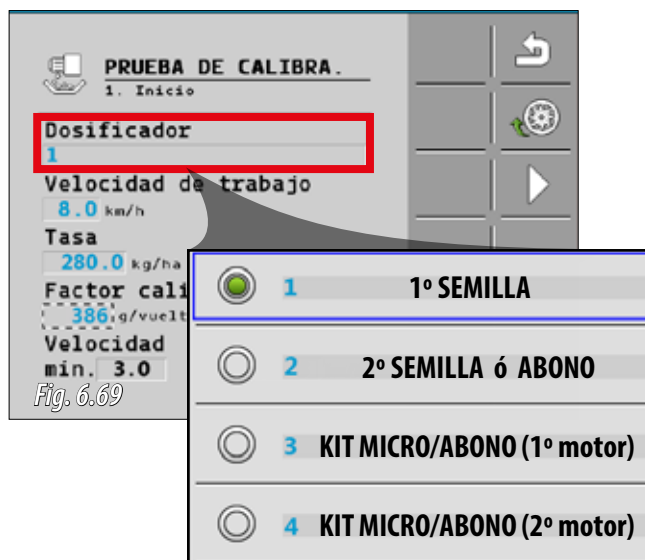 PRUEBA DE CALIBRA.
1. Inicio
Dosificador
1
Velocidad de trabajo
8.0 km/h
Tasa
280.0 kg/ha
Factor cali
386 g/vuelt
Velocidad
min. 3.0
Fig. 6.69
1 1º SEMILLA
2 2º SEMILLA ó ABONO
3 KIT MICRO/ABONO (1º motor)
4 KIT MICRO/ABONO (2º motor)